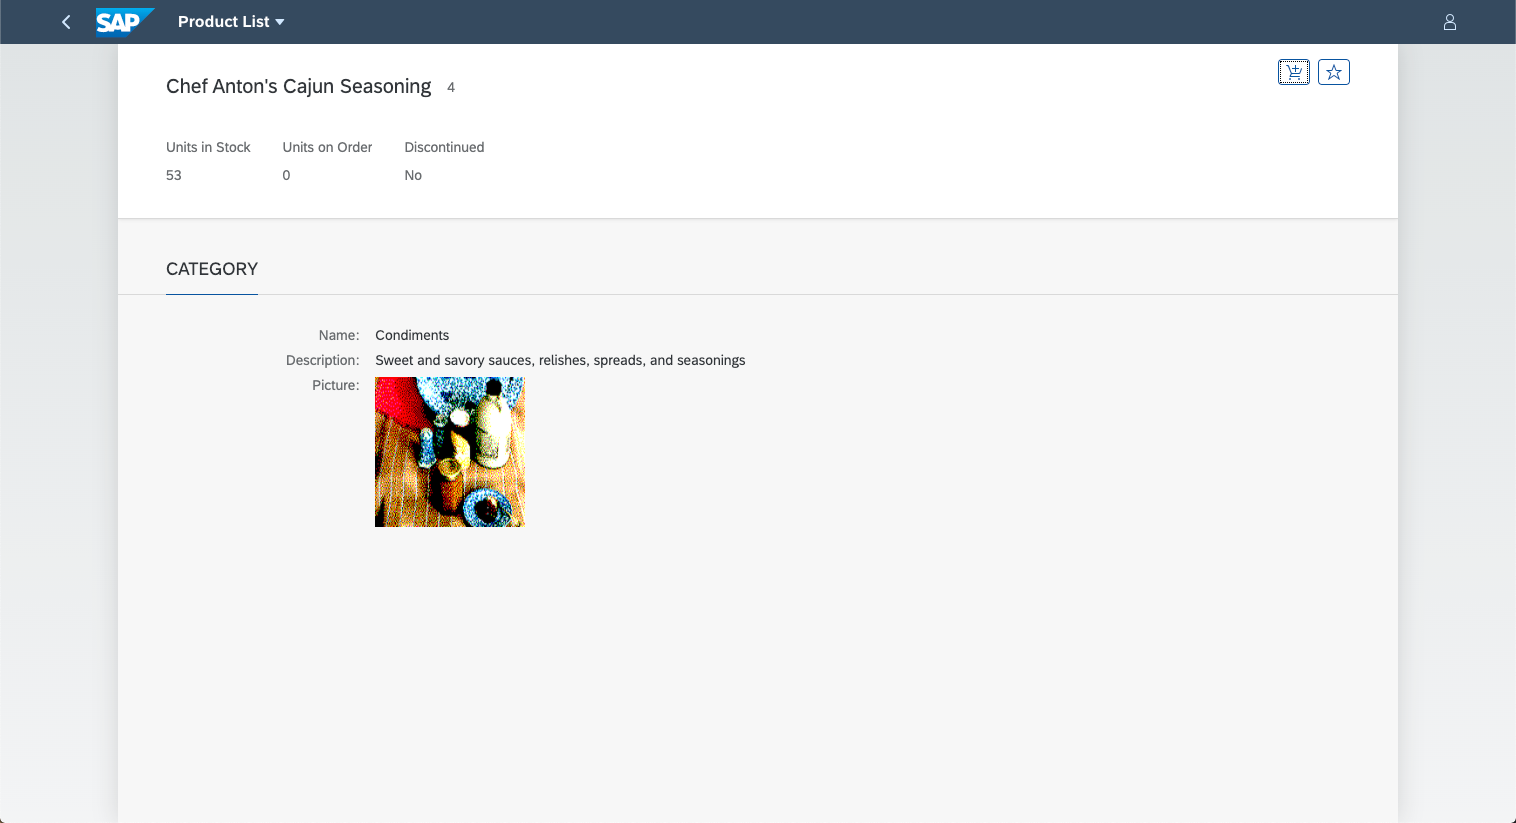 SAP Product List
Chef Anton's Cajun Seasoning 4
Units in Stock Units on Order Discontinued
53 0 No
CATEGORY
Name: Condiments
Description: Sweet and savory sauces, relishes, spreads, and seasonings
Picture: